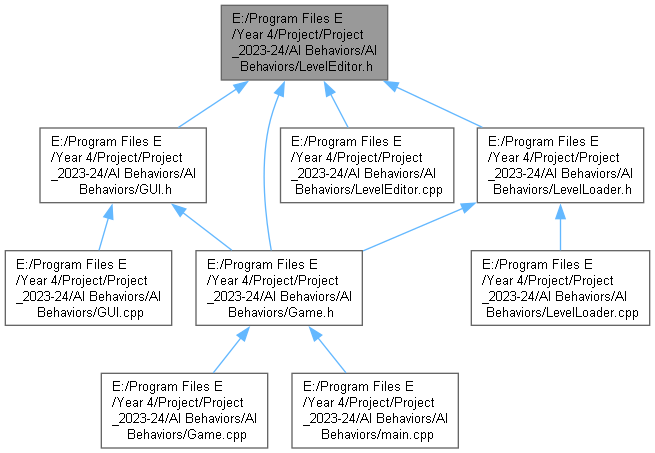 E:/Program Files E
/Year 4/Project/Project
_2023-24/AI Behaviors/AI
Behaviors/LevelEditor.h
E:/Program Files E
/Year 4/Project/Project
_2023-24/AI Behaviors/AI
Behaviors/GUI.h
E:/Program Files E
/Year 4/Project/Project
_2023-24/AI Behaviors/AI
Behaviors/LevelEditor.cpp
E:/Program Files E
/Year 4/Project/Project
_2023-24/AI Behaviors/AI
Behaviors/LevelLoader.h
E:/Program Files E
/Year 4/Project/Project
_2023-24/AI Behaviors/AI
Behaviors/GUI.cpp
E:/Program Files E
/Year 4/Project/Project
_2023-24/AI Behaviors/AI
Behaviors/Game.h
E:/Program Files E
/Year 4/Project/Project
_2023-24/AI Behaviors/AI
Behaviors/LevelLoader.cpp
E:/Program Files E
/Year 4/Project/Project
_2023-24/AI Behaviors/AI
Behaviors/Game.cpp
E:/Program Files E
/Year 4/Project/Project
_2023-24/AI Behaviors/AI
Behaviors/main.cpp